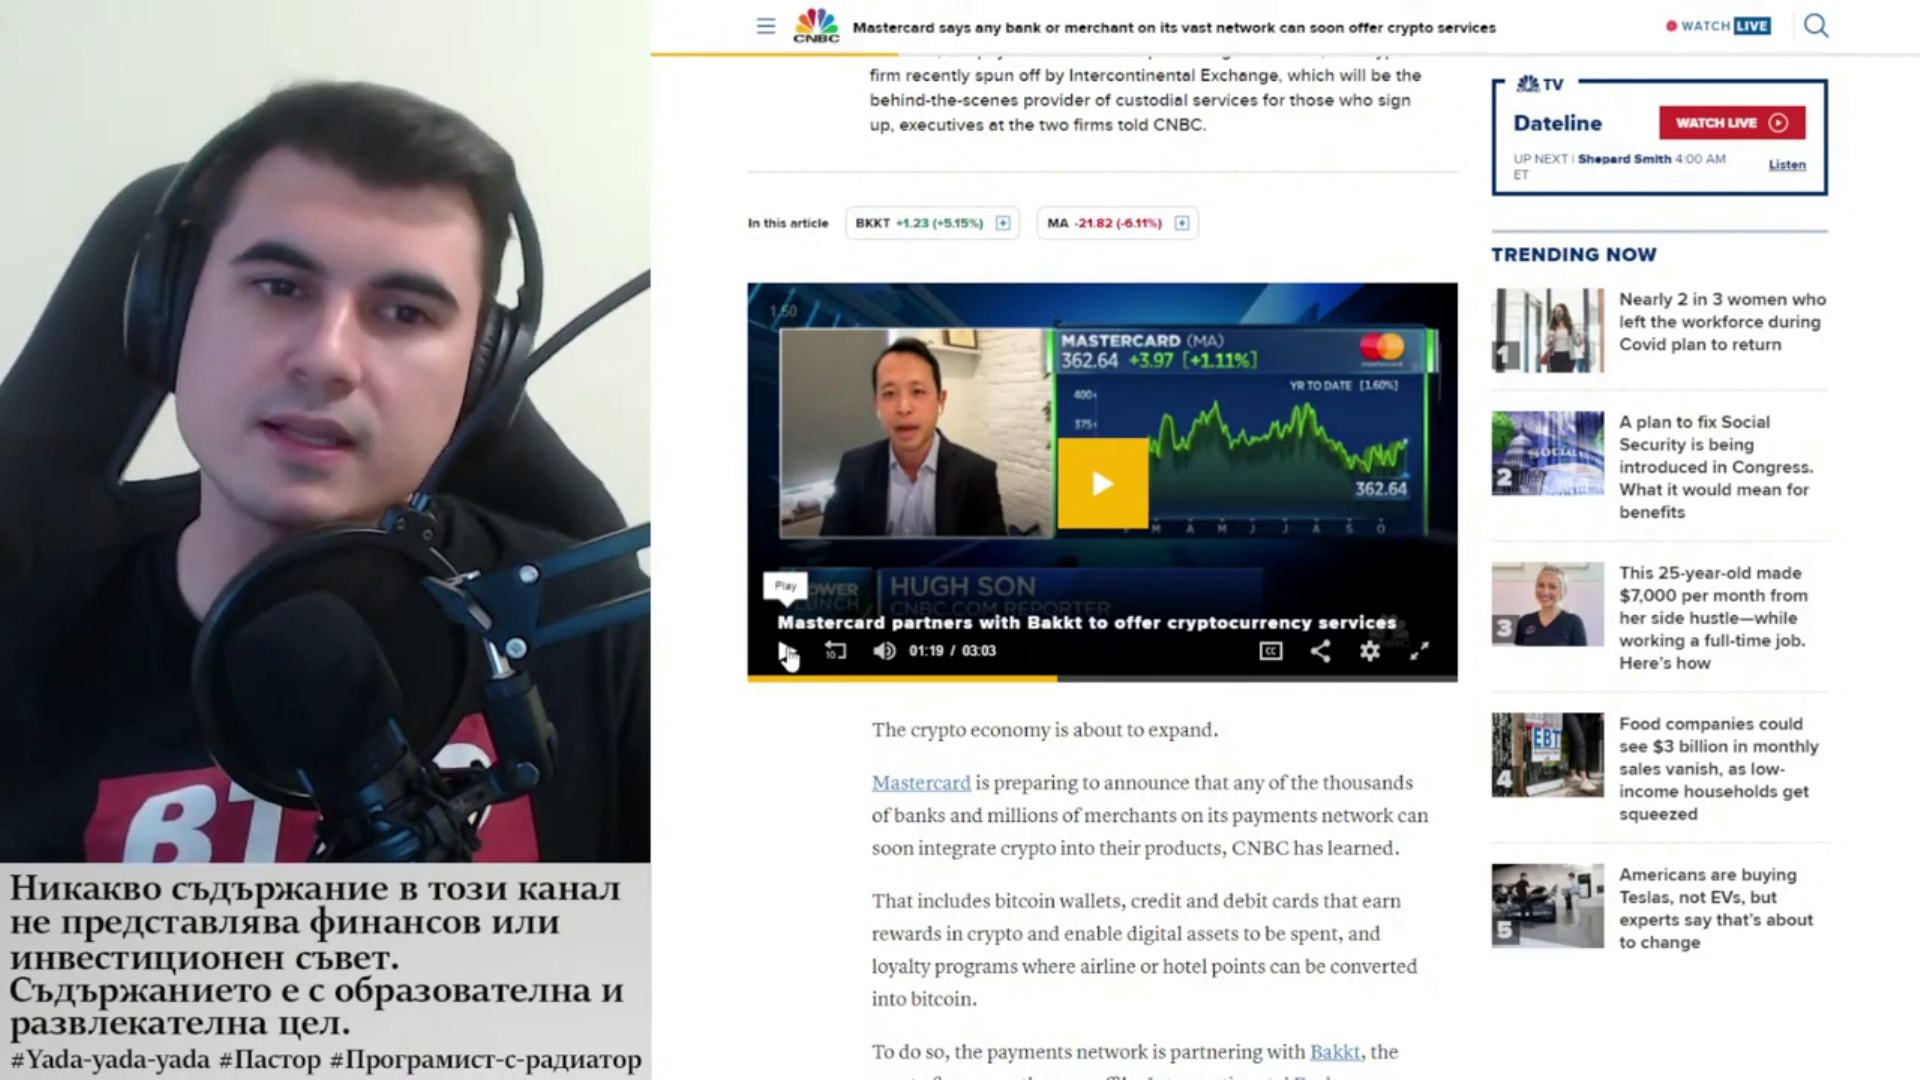 CNBC
Mastercard says any bank or merchant on its vast network can soon offer crypto services
WATCH LIVE
firm recently spun off by Intercontinental Exchange, which will be the
behind-the-scenes provider of custodial services for those who sign
up, executives at the two firms told CNBC.
In this article
BKKT +1.23 (+5.15%)
MA -21.82 (-6.11%)
1.50
MASTERCARD (MA)
362.64 +3.97 [+1.11%]
mastercard
YR TO DATE [1.60%]
400
375
362.64
M A M J J A S O
Play
HUGH SON
CNBC.COM REPORTER
Mastercard partners with Bakkt to offer cryptocurrency services
10
01:19 / 03:03
CC
The crypto economy is about to expand.
Mastercard is preparing to announce that any of the thousands
of banks and millions of merchants on its payments network can
soon integrate crypto into their products, CNBC has learned.
That includes bitcoin wallets, credit and debit cards that earn
rewards in crypto and enable digital assets to be spent, and
loyalty programs where airline or hotel points can be converted
into bitcoin.
To do so, the payments network is partnering with Bakkt, the
TV
Dateline
WATCH LIVE
UP NEXT | Shepard Smith 4:00 AM
ET
Listen
TRENDING NOW
1
Nearly 2 in 3 women who
left the workforce during
Covid plan to return
2
A plan to fix Social
Security is being
introduced in Congress.
What it would mean for
benefits
3
This 25-year-old made
$7,000 per month from
her side hustle—while
working a full-time job.
Here's how
EBT
4
Food companies could
see $3 billion in monthly
sales vanish, as low-
income households get
squeezed
5
Americans are buying
Teslas, not EVs, but
experts say that's about
to change
Никакво съдържание в този канал
не представлява финансов или
инвестиционен съвет.
Съдържанието е с образователна и
развлекателна цел.
#Yada-yada-yada #Пастор #Програмист-с-радиатор